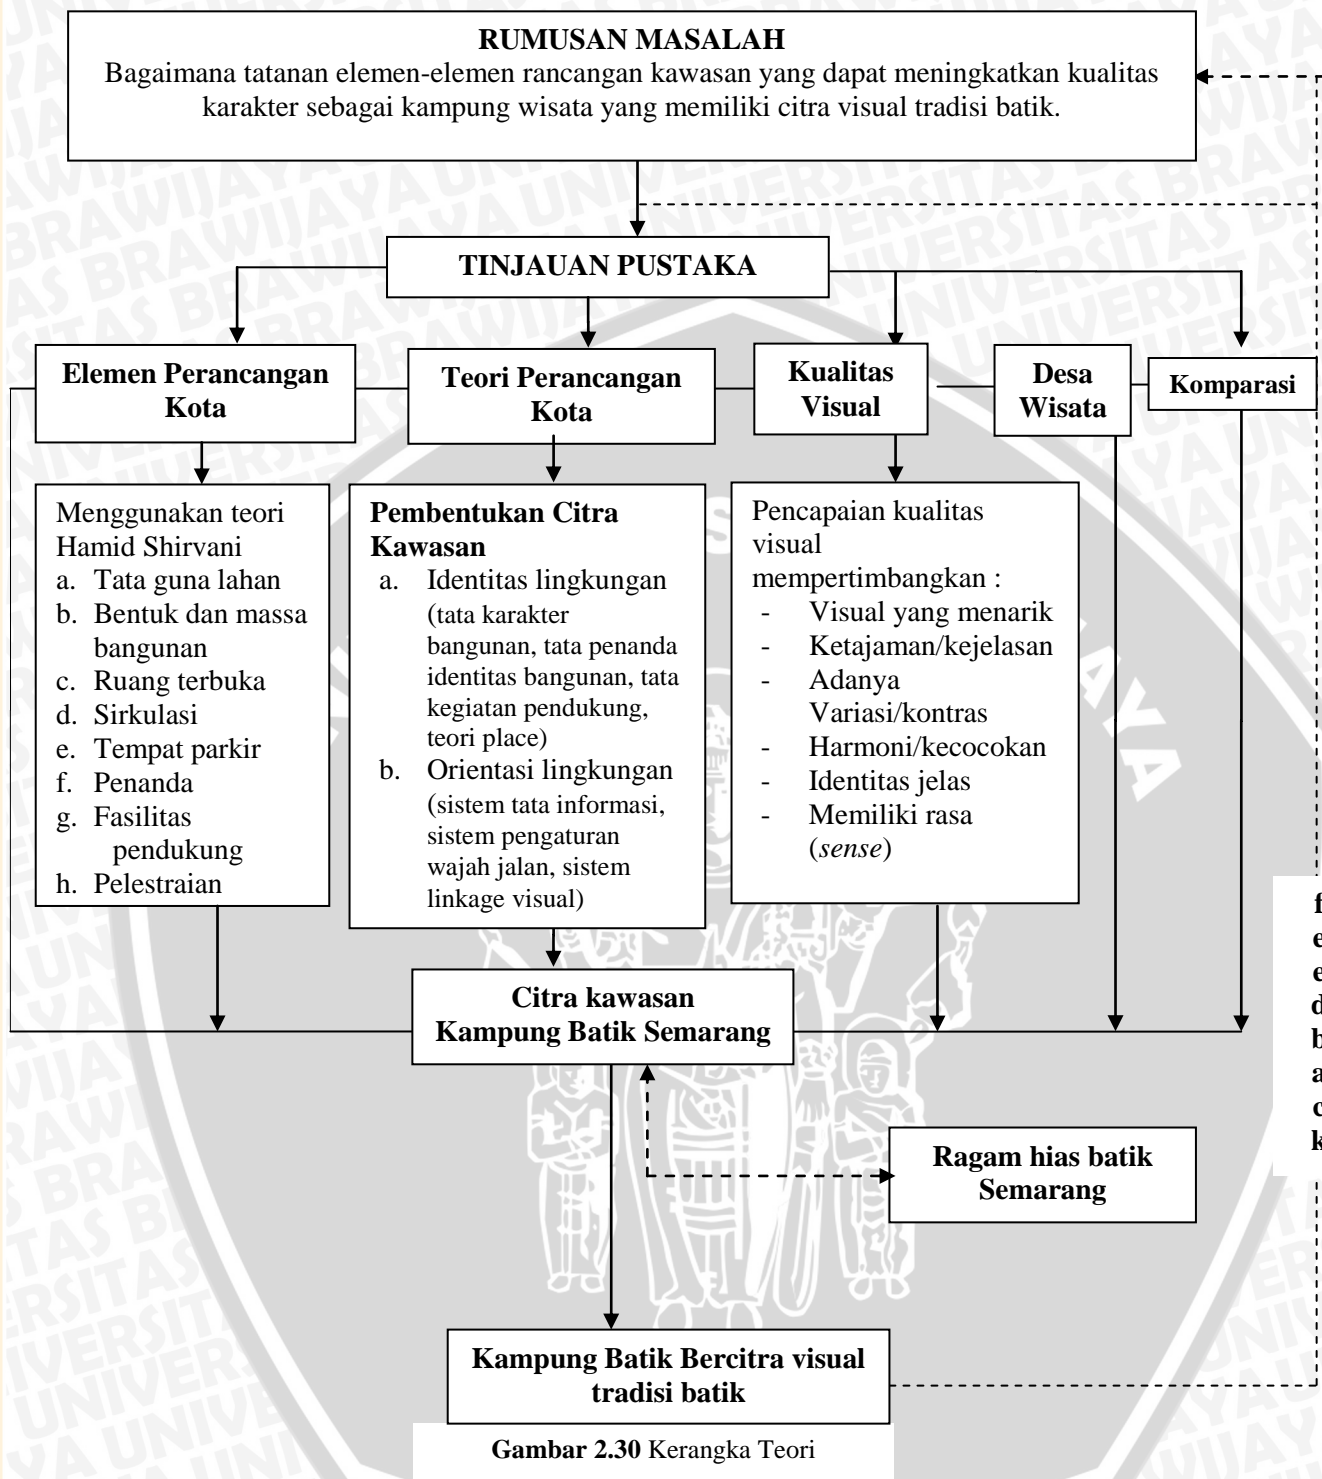 RUMUSAN MASALAH
Bagaimana tatanan elemen-elemen rancangan kawasan yang dapat meningkatkan kualitas
karakter sebagai kampung wisata yang memiliki citra visual tradisi batik.
TINJAUAN PUSTAKA
Elemen Perancangan
Kota
Teori Perancangan
Kota
Kualitas
Visual
Desa
Wisata
Komparasi
Menggunakan teori
Hamid Shirvani
a. Tata guna lahan
b. Bentuk dan massa
bangunan
c. Ruang terbuka
d. Sirkulasi
e. Tempat parkir
f. Penanda
g. Fasilitas
pendukung
h. Pelestraian
Pembentukan Citra
Kawasan
a. Identitas lingkungan
(tata karakter
bangunan, tata penanda
identitas bangunan, tata
kegiatan pendukung,
teori place)
b. Orientasi lingkungan
(sistem tata informasi,
sistem pengaturan
wajah jalan, sistem
linkage visual)
Pencapaian kualitas
visual
mempertimbangkan :
- Visual yang menarik
- Ketajaman/kejelasan
- Adanya
Variasi/kontras
- Harmoni/kecocokan
- Identitas jelas
- Memiliki rasa
(sense)
f
e
e
d
b
a
c
k
Citra kawasan
Kampung Batik Semarang
Ragam hias batik
Semarang
Kampung Batik Bercitra visual
tradisi batik
Gambar 2.30 Kerangka Teori